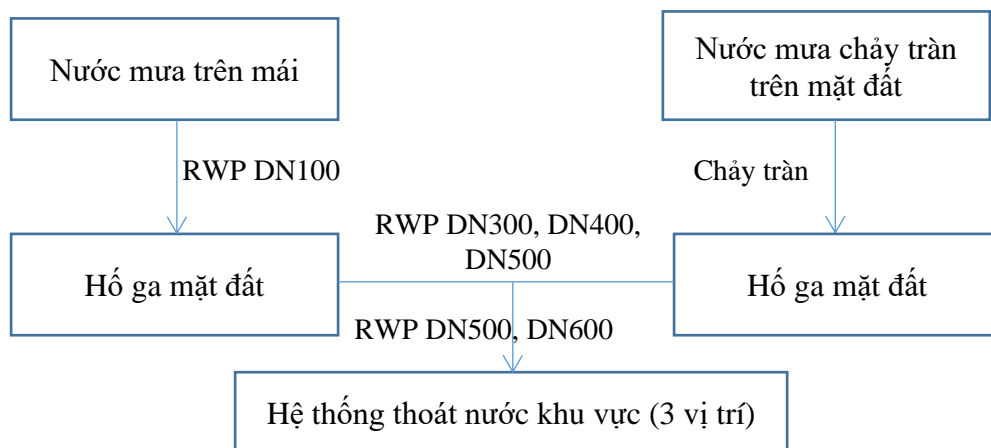 Nước mưa trên mái
Nước mưa chảy tràn
trên mặt đất
RWP DN100
Chảy tràn
RWP DN300, DN400,
DN500
Hố ga mặt đất
Hố ga mặt đất
RWP DN500, DN600
Hệ thống thoát nước khu vực (3 vị trí)